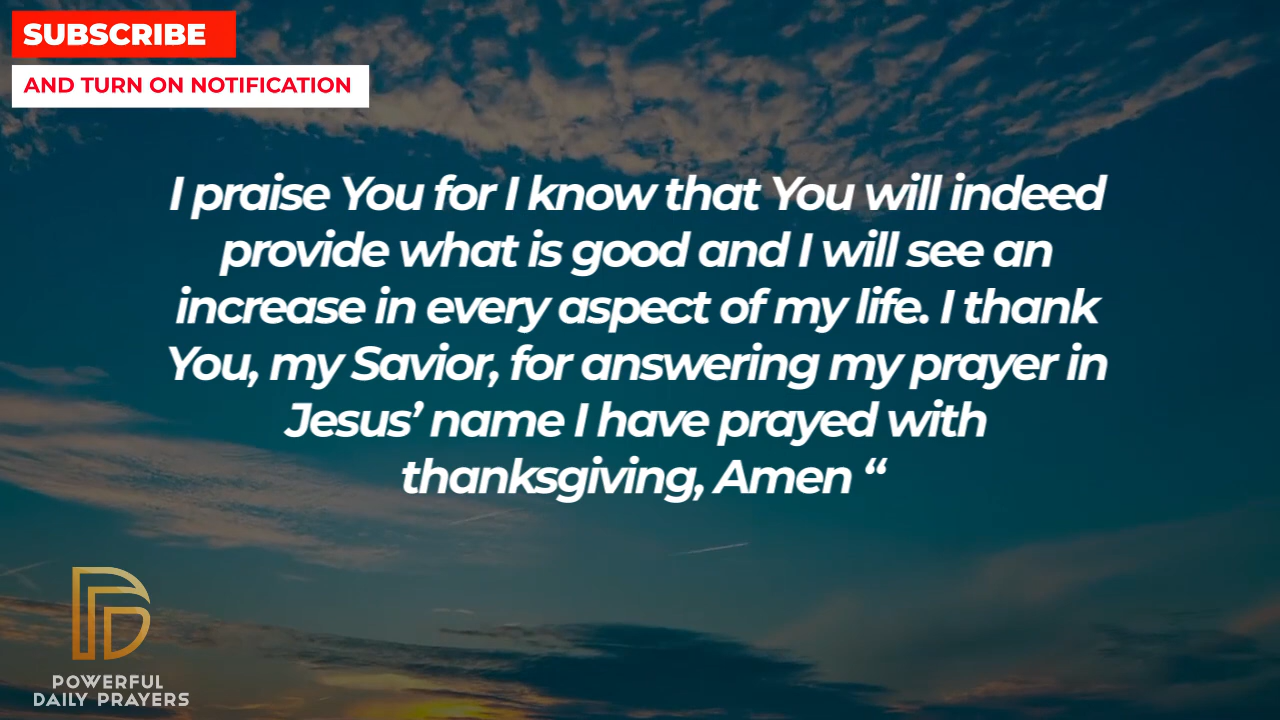 SUBSCRIBE
AND TURN ON NOTIFICATION
I praise You for I know that You will indeed
provide what is good and I will see an
increase in every aspect of my life. I thank
You, my Savior, for answering my prayer in
Jesus’ name I have prayed with
thanksgiving, Amen “
POWERFUL
DAILY PRAYERS